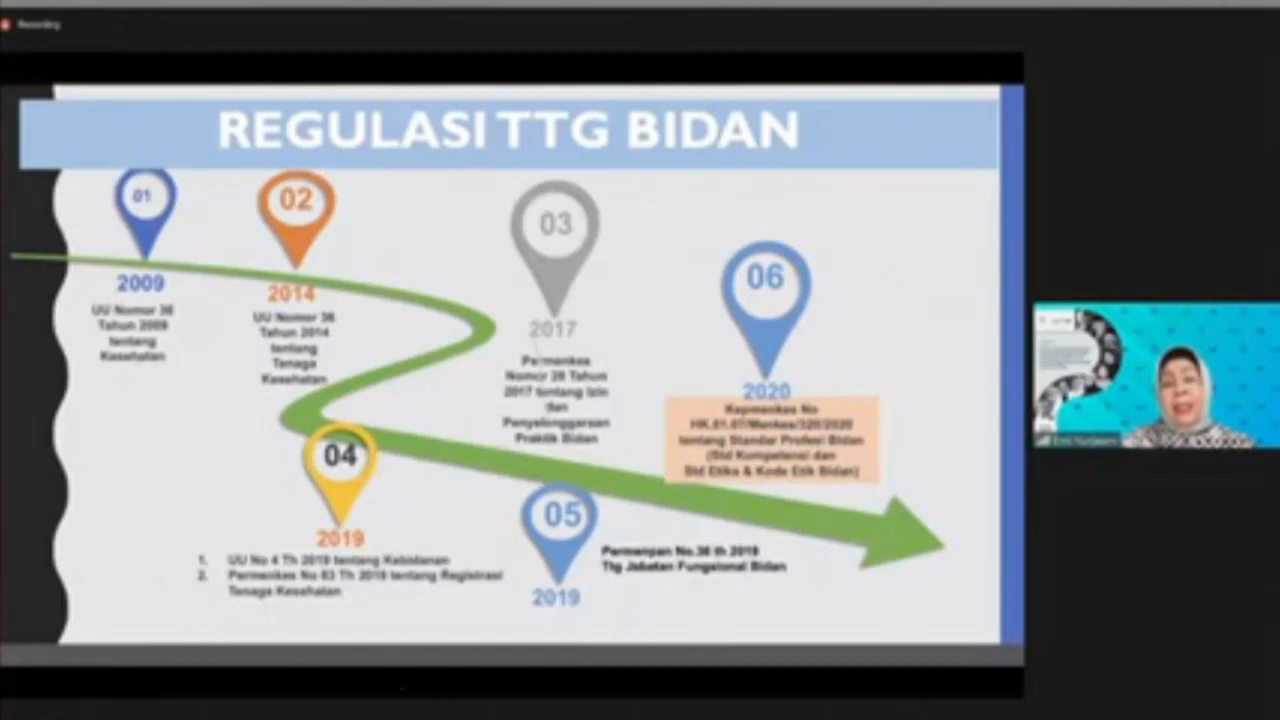 Recording
REGULASI TTG BIDAN
01
2009
UU Nomor 36
Tahun 2009
tentang
Kesehatan
02
2014
UU Nomor 36
Tahun 2014
tentang
Tenaga
Kesehatan
03
2017
Permenkes
Nomor 28 Tahun
2017 tentang Izin
dan
Penyelenggaraan
Praktik Bidan
04
2019
1. UU No 4 Th 2019 tentang Kebidanan
2. Permenkes No 83 Th 2019 tentang Registrasi
Tenaga Kesehatan
05
2019
Permenpan No.36 th 2019
Ttg Jabatan Fungsional Bidan
06
2020
Kepmenkes No
HK.01.07/Menkes/320/2020
tentang Standar Profesi Bidan
(Std Kompetensi dan
Std Etika & Kode Etik Bidan)